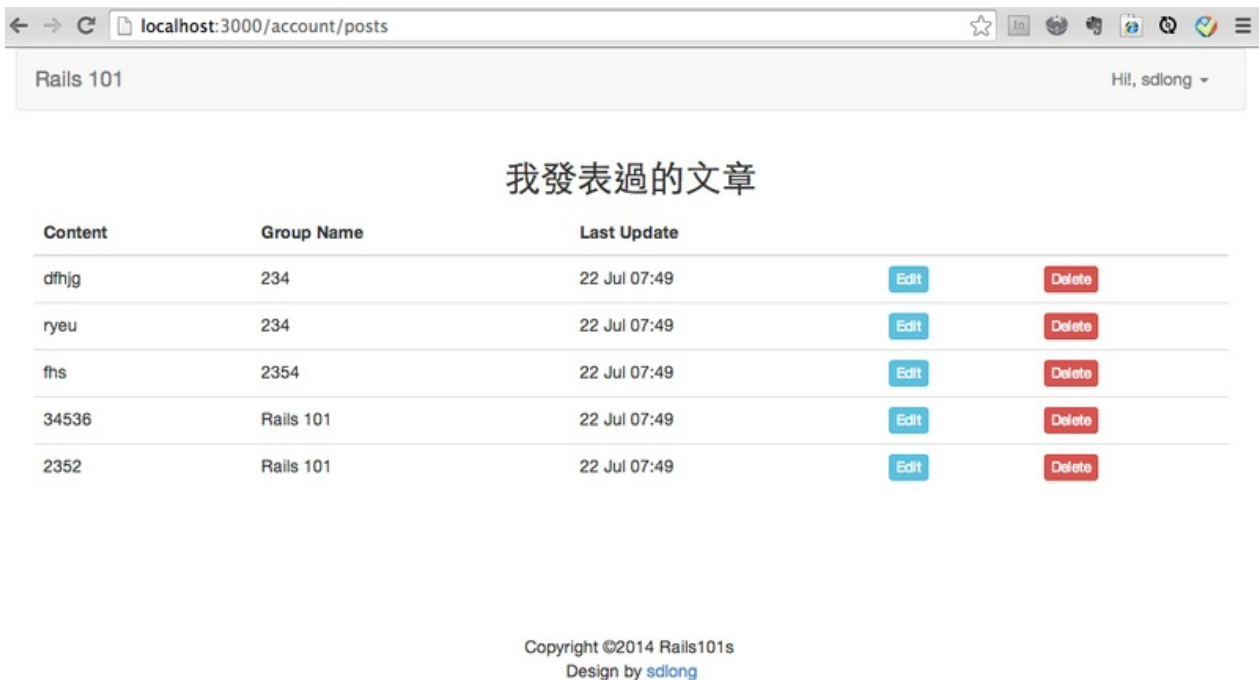 localhost:3000/account/posts
Rails 101 Hi!, sdlong
我發表過的文章
Content Group Name Last Update
dfhjg 234 22 Jul 07:49 Edit Delete
ryeu 234 22 Jul 07:49 Edit Delete
fhs 2354 22 Jul 07:49 Edit Delete
34536 Rails 101 22 Jul 07:49 Edit Delete
2352 Rails 101 22 Jul 07:49 Edit Delete
Copyright ©2014 Rails101s
Design by sdlong